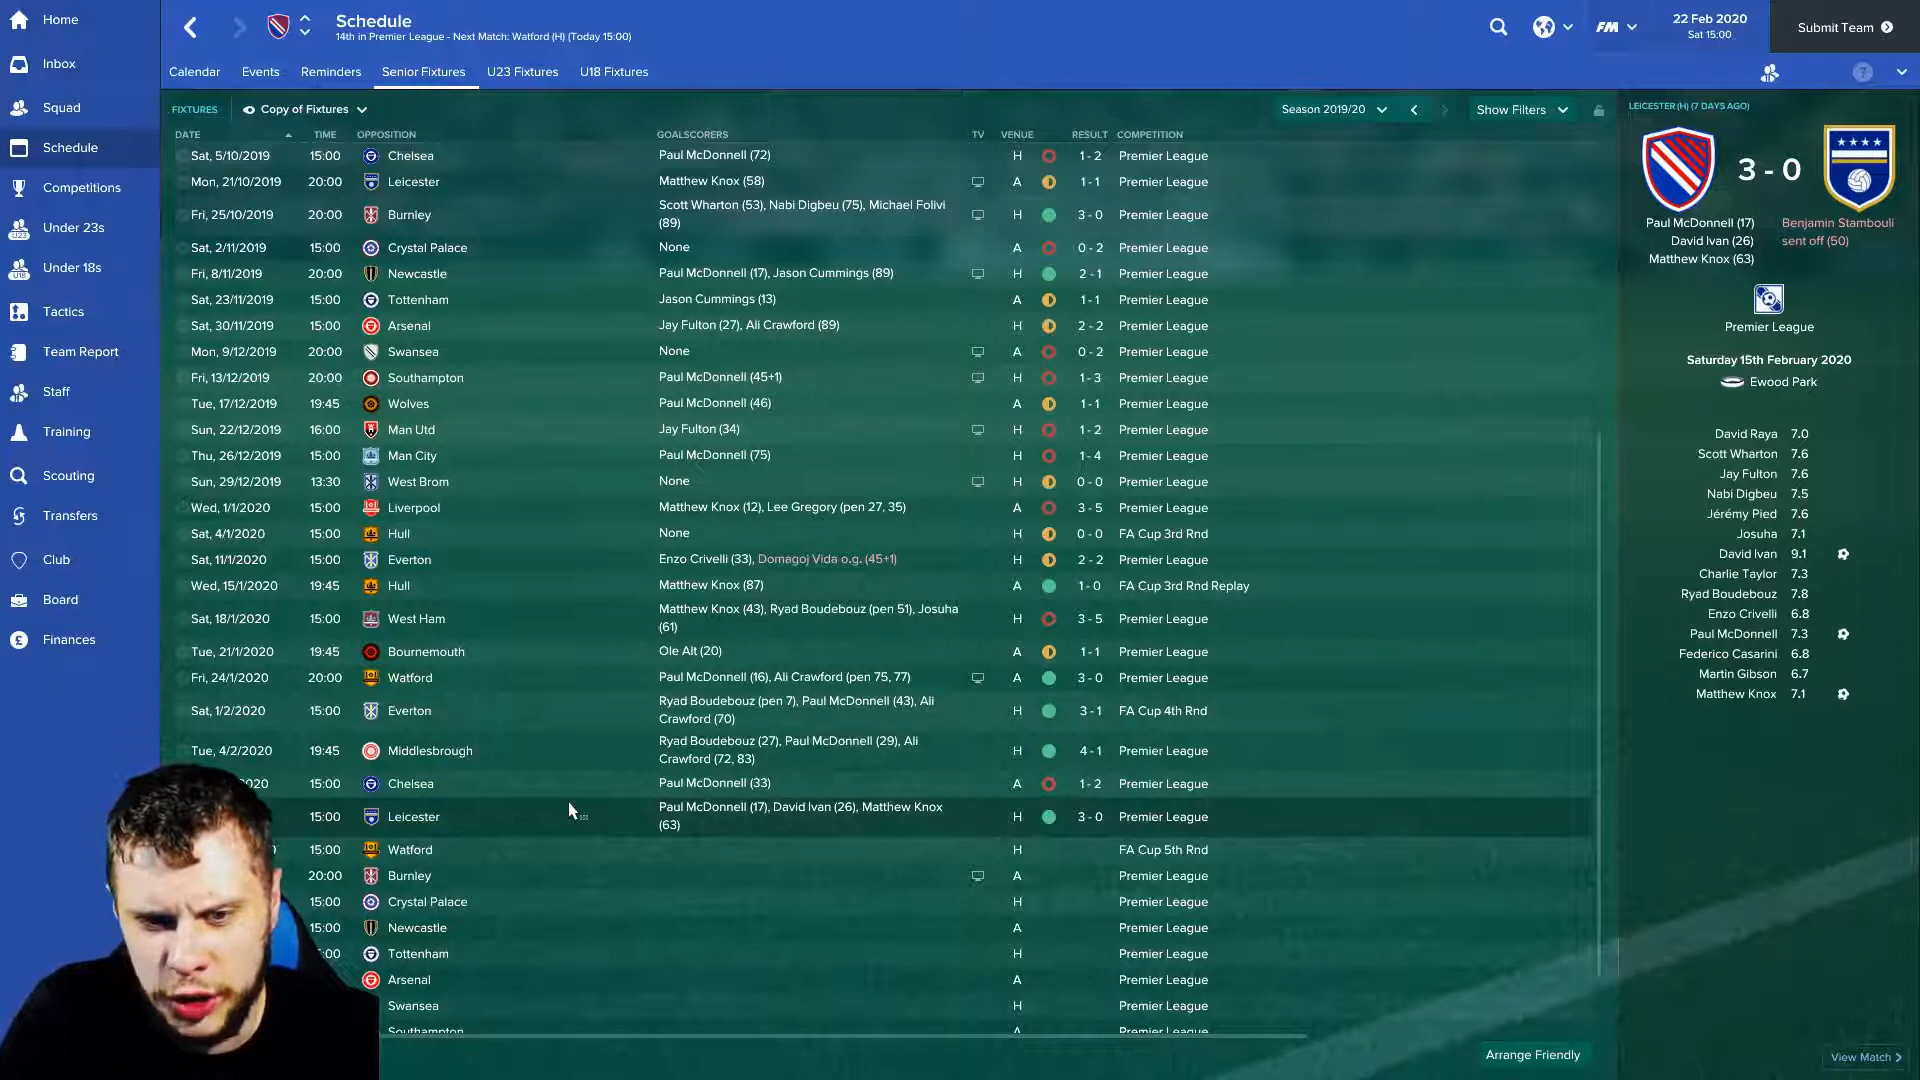 Home
Inbox
Squad
Schedule
Competitions
Under 23s
Under 18s
Tactics
Team Report
Staff
Training
Scouting
Transfers
Club
Board
Finances
Schedule
14th in Premier League - Next Match: Watford (H) (Today 15:00)
FM
22 Feb 2020
Sat 15:00
Submit Team
Calendar Events Reminders Senior Fixtures U23 Fixtures U18 Fixtures
FIXTURES Copy of Fixtures Season 2019/20 Show Filters
DATE TIME OPPOSITION GOALSCORERS TV VENUE RESULT COMPETITION
Sat, 5/10/2019 15:00 Chelsea Paul McDonnell (72) H 1 - 2 Premier League
Mon, 21/10/2019 20:00 Leicester Matthew Knox (58) A 1 - 1 Premier League
Fri, 25/10/2019 20:00 Burnley Scott Wharton (53), Nabi Digbeu (75), Michael Folivi (89) H 3 - 0 Premier League
Sat, 2/11/2019 15:00 Crystal Palace None A 0 - 2 Premier League
Fri, 8/11/2019 20:00 Newcastle Paul McDonnell (17), Jason Cummings (89) H 2 - 1 Premier League
Sat, 23/11/2019 15:00 Tottenham Jason Cummings (13) A 1 - 1 Premier League
Sat, 30/11/2019 15:00 Arsenal Jay Fulton (27), Ali Crawford (89) H 2 - 2 Premier League
Mon, 9/12/2019 20:00 Swansea None A 0 - 2 Premier League
Fri, 13/12/2019 20:00 Southampton Paul McDonnell (45+1) H 1 - 3 Premier League
Tue, 17/12/2019 19:45 Wolves Paul McDonnell (46) A 1 - 1 Premier League
Sun, 22/12/2019 16:00 Man Utd Jay Fulton (34) H 1 - 2 Premier League
Thu, 26/12/2019 15:00 Man City Paul McDonnell (75) H 1 - 4 Premier League
Sun, 29/12/2019 13:30 West Brom None H 0 - 0 Premier League
Wed, 1/1/2020 15:00 Liverpool Matthew Knox (12), Lee Gregory (pen 27, 35) A 3 - 5 Premier League
Sat, 4/1/2020 15:00 Hull None H 0 - 0 FA Cup 3rd Rnd
Sat, 11/1/2020 15:00 Everton Enzo Crivelli (33), Domagoj Vida o.g. (45+1) H 2 - 2 Premier League
Wed, 15/1/2020 19:45 Hull Matthew Knox (87) A 1 - 0 FA Cup 3rd Rnd Replay
Sat, 18/1/2020 15:00 West Ham Matthew Knox (43), Ryad Boudebouz (pen 51), Josuha (61) H 3 - 5 Premier League
Tue, 21/1/2020 19:45 Bournemouth Ole Alt (20) A 1 - 1 Premier League
Fri, 24/1/2020 20:00 Watford Paul McDonnell (16), Ali Crawford (pen 75, 77) A 3 - 0 Premier League
Sat, 1/2/2020 15:00 Everton Ryad Boudebouz (pen 7), Paul McDonnell (43), Ali Crawford (70) H 3 - 1 FA Cup 4th Rnd
Tue, 4/2/2020 19:45 Middlesbrough Ryad Boudebouz (27), Paul McDonnell (29), Ali Crawford (72, 83) H 4 - 1 Premier League
2020 15:00 Chelsea Paul McDonnell (33) A 1 - 2 Premier League
15:00 Leicester Paul McDonnell (17), David Ivan (26), Matthew Knox (63) H 3 - 0 Premier League
15:00 Watford H FA Cup 5th Rnd
20:00 Burnley A Premier League
15:00 Crystal Palace H Premier League
15:00 Newcastle A Premier League
:00 Tottenham H Premier League
Arsenal A Premier League
Swansea H Premier League
Southampton A Premier League
Arrange Friendly
LEICESTER (H) (7 DAYS AGO)
3 - 0
Paul McDonnell (17)
David Ivan (26)
Matthew Knox (63)
Benjamin Stambouli
sent off (50)
Premier League
Saturday 15th February 2020
Ewood Park
David Raya 7.0
Scott Wharton 7.6
Jay Fulton 7.6
Nabi Digbeu 7.5
Jérémy Pied 7.6
Josuha 7.1
David Ivan 9.1
Charlie Taylor 7.3
Ryad Boudebouz 7.8
Enzo Crivelli 6.8
Paul McDonnell 7.3
Federico Casarini 6.8
Martin Gibson 6.7
Matthew Knox 7.1
View Match